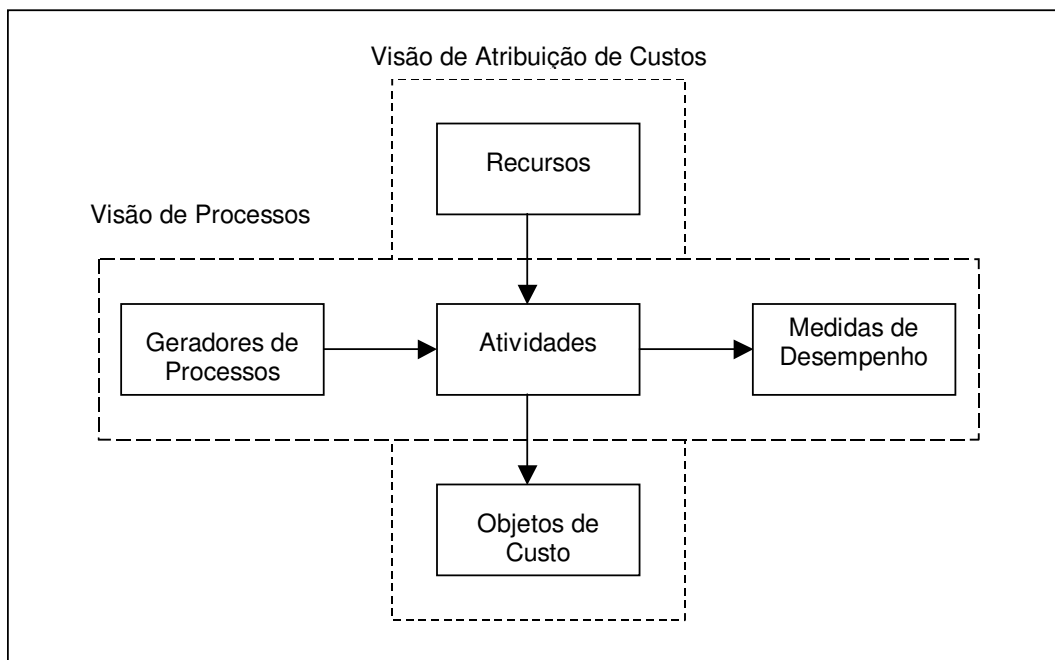 Visão de Atribuição de Custos
Recursos
Visão de Processos
Geradores de
Processos
Atividades
Medidas de
Desempenho
Objetos de
Custo